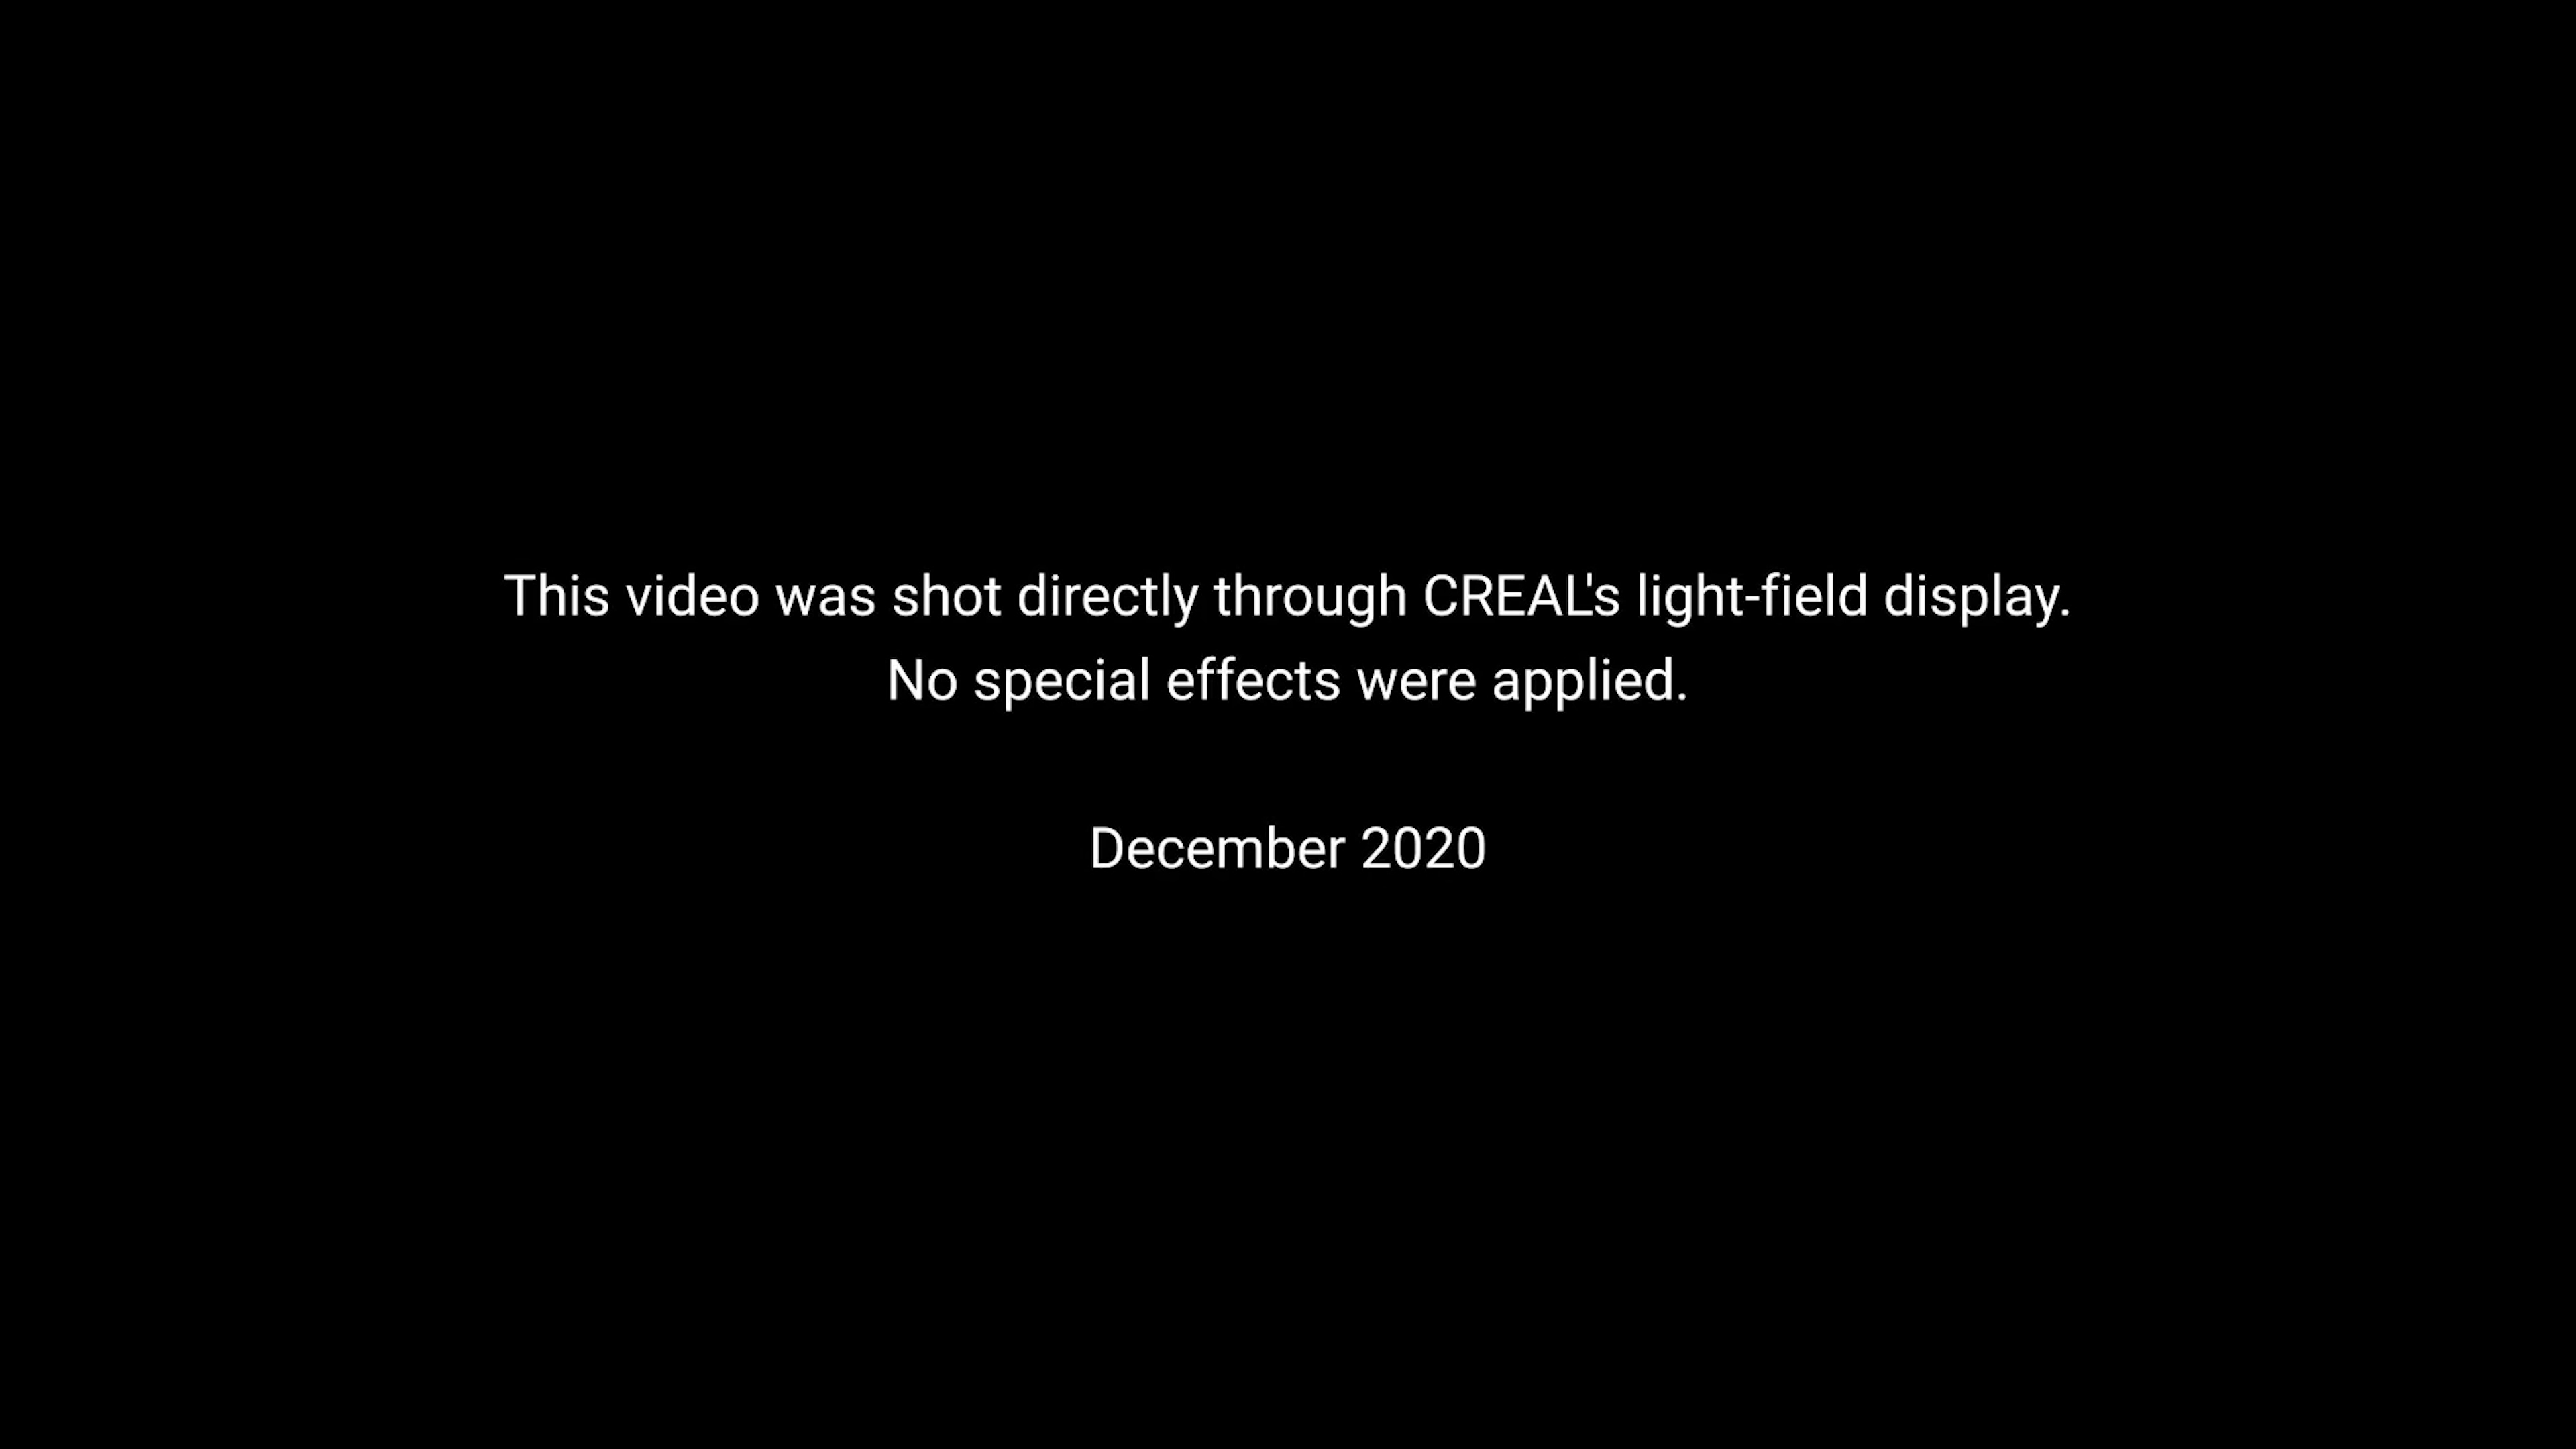 This video was shot directly through CREAL's light-field display.
No special effects were applied.
December 2020